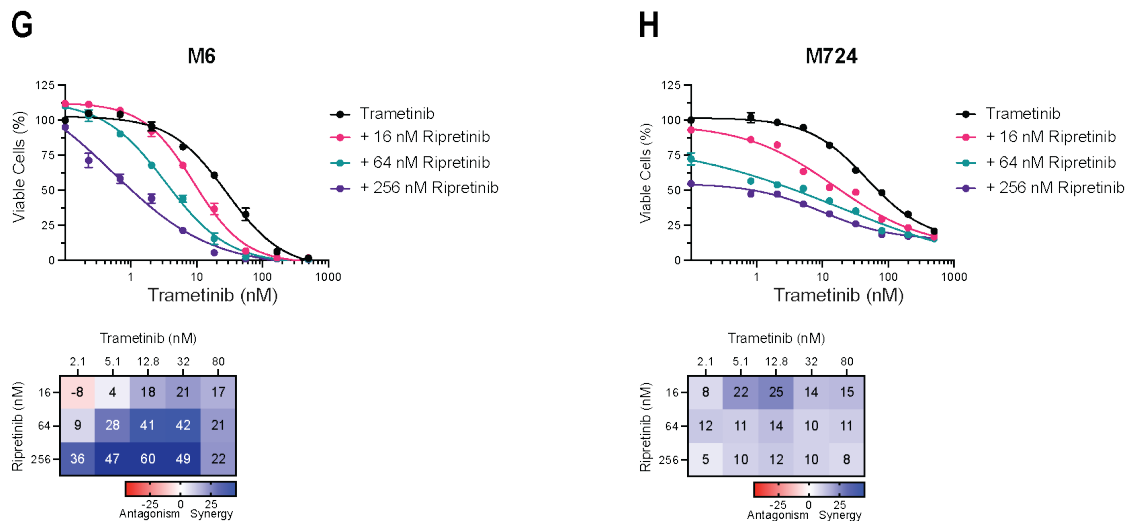 G
M6
Viable Cells (%)
125
100
75
50
25
0
1
10
100
1000
Trametinib (nM)
Trametinib
+ 16 nM Ripretinib
+ 64 nM Ripretinib
+ 256 nM Ripretinib
Trametinib (nM)
2.1 5.1 12.8 32 80
Ripretinib (nM)
16 -8 4 18 21 17
64 9 28 41 42 21
256 36 47 60 49 22
-25 0 25
Antagonism Synergy
H
M724
Viable Cells (%)
125
100
75
50
25
0
1
10
100
1000
Trametinib (nM)
Trametinib
+ 16 nM Ripretinib
+ 64 nM Ripretinib
+ 256 nM Ripretinib
Trametinib (nM)
2.1 5.1 12.8 32 80
Ripretinib (nM)
16 8 22 25 14 15
64 12 11 14 10 11
256 5 10 12 10 8
-25 0 25
Antagonism Synergy